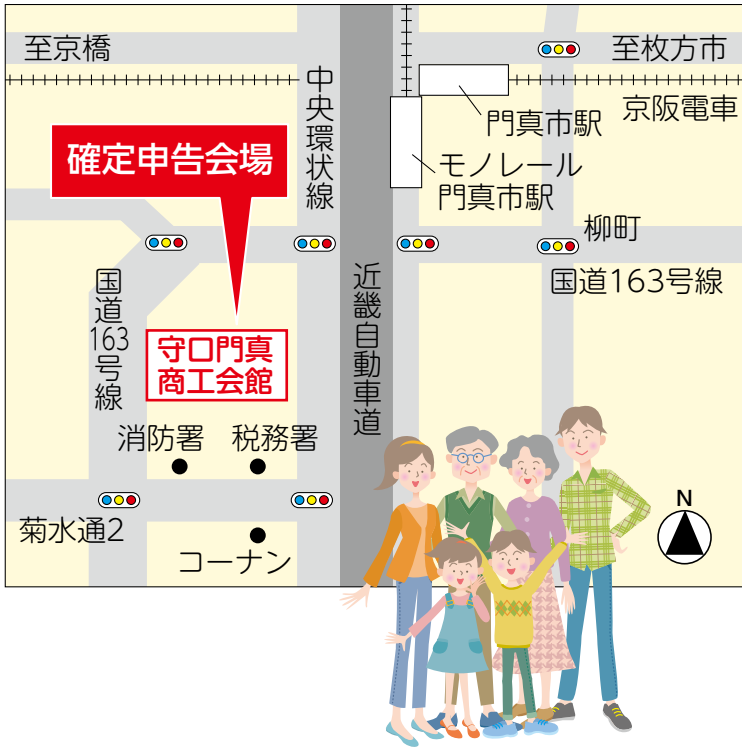 至京橋
至枚方市
京阪電車
門真市駅
モノレール
門真市駅
中央環状線
確定申告会場
柳町
国道163号線
近畿自動車道
国道163号線
守口門真
商工会館
消防署
税務署
菊水通2
コーナン
N